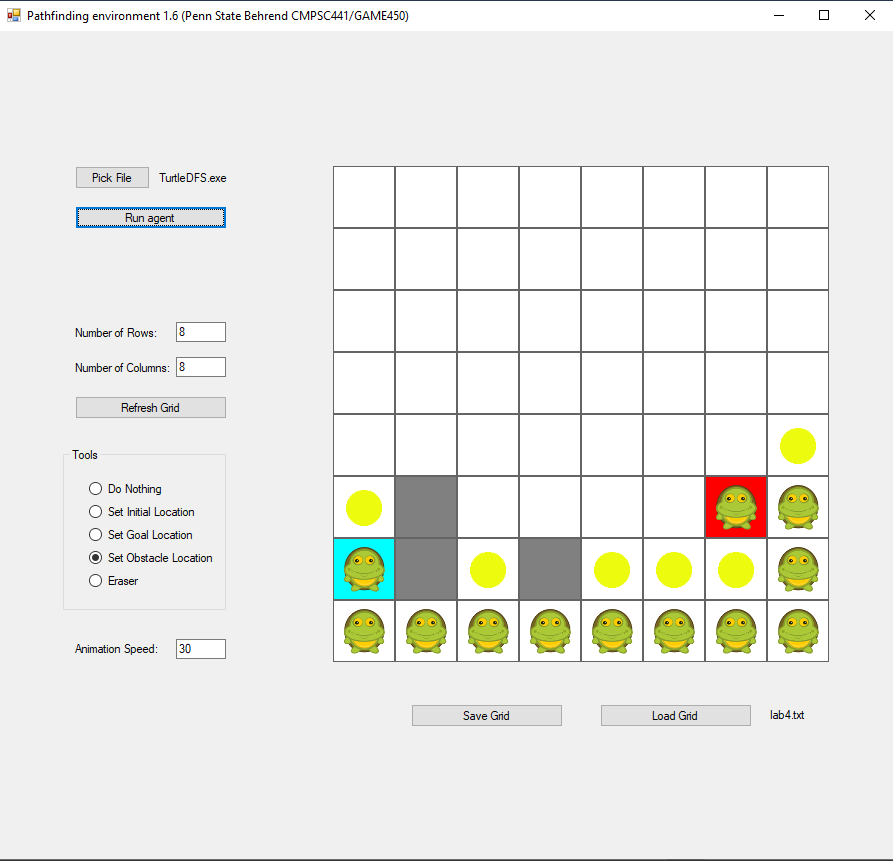 Pathfinding environment 1.6 (Penn State Behrend CMPSC441/GAME450)
Pick File TurtleDFS.exe
Run agent
Number of Rows: 8
Number of Columns: 8
Refresh Grid
Tools
Do Nothing
Set Initial Location
Set Goal Location
Set Obstacle Location
Eraser
Animation Speed: 30
Save Grid Load Grid lab4.txt